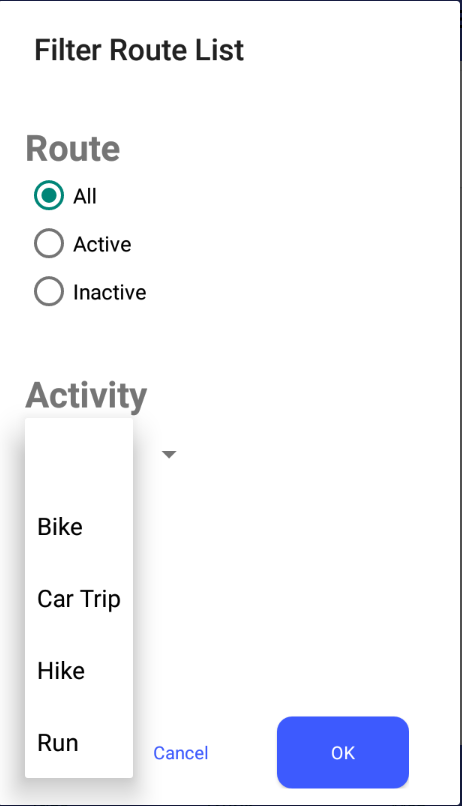 Filter Route List
Route
All
Active
Inactive
Activity
Bike
Car Trip
Hike
Run
Cancel
OK